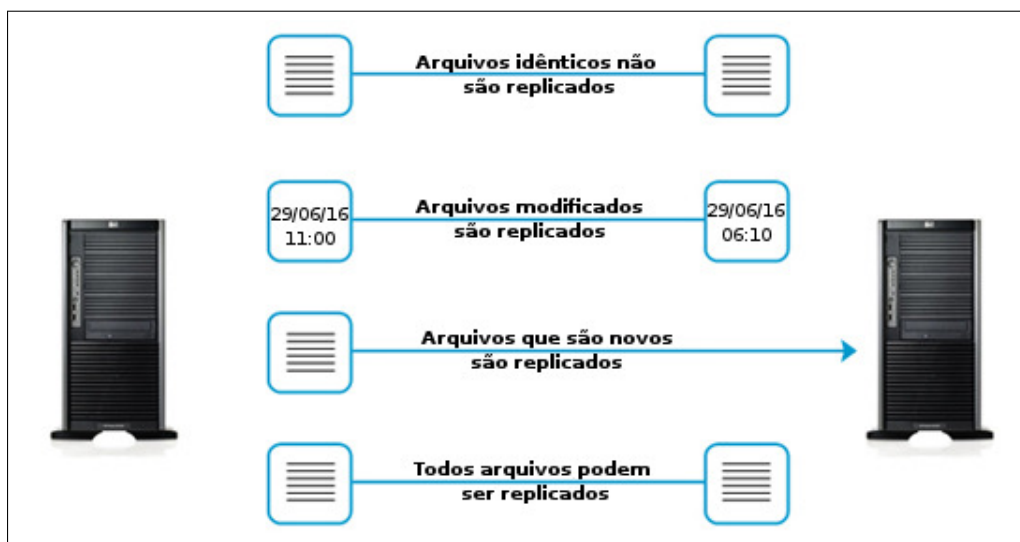 Arquivos idênticos não
são replicados
29/06/16
11:00
Arquivos modificados
são replicados
29/06/16
06:10
Arquivos que são novos
são replicados
Todos arquivos podem
ser replicados